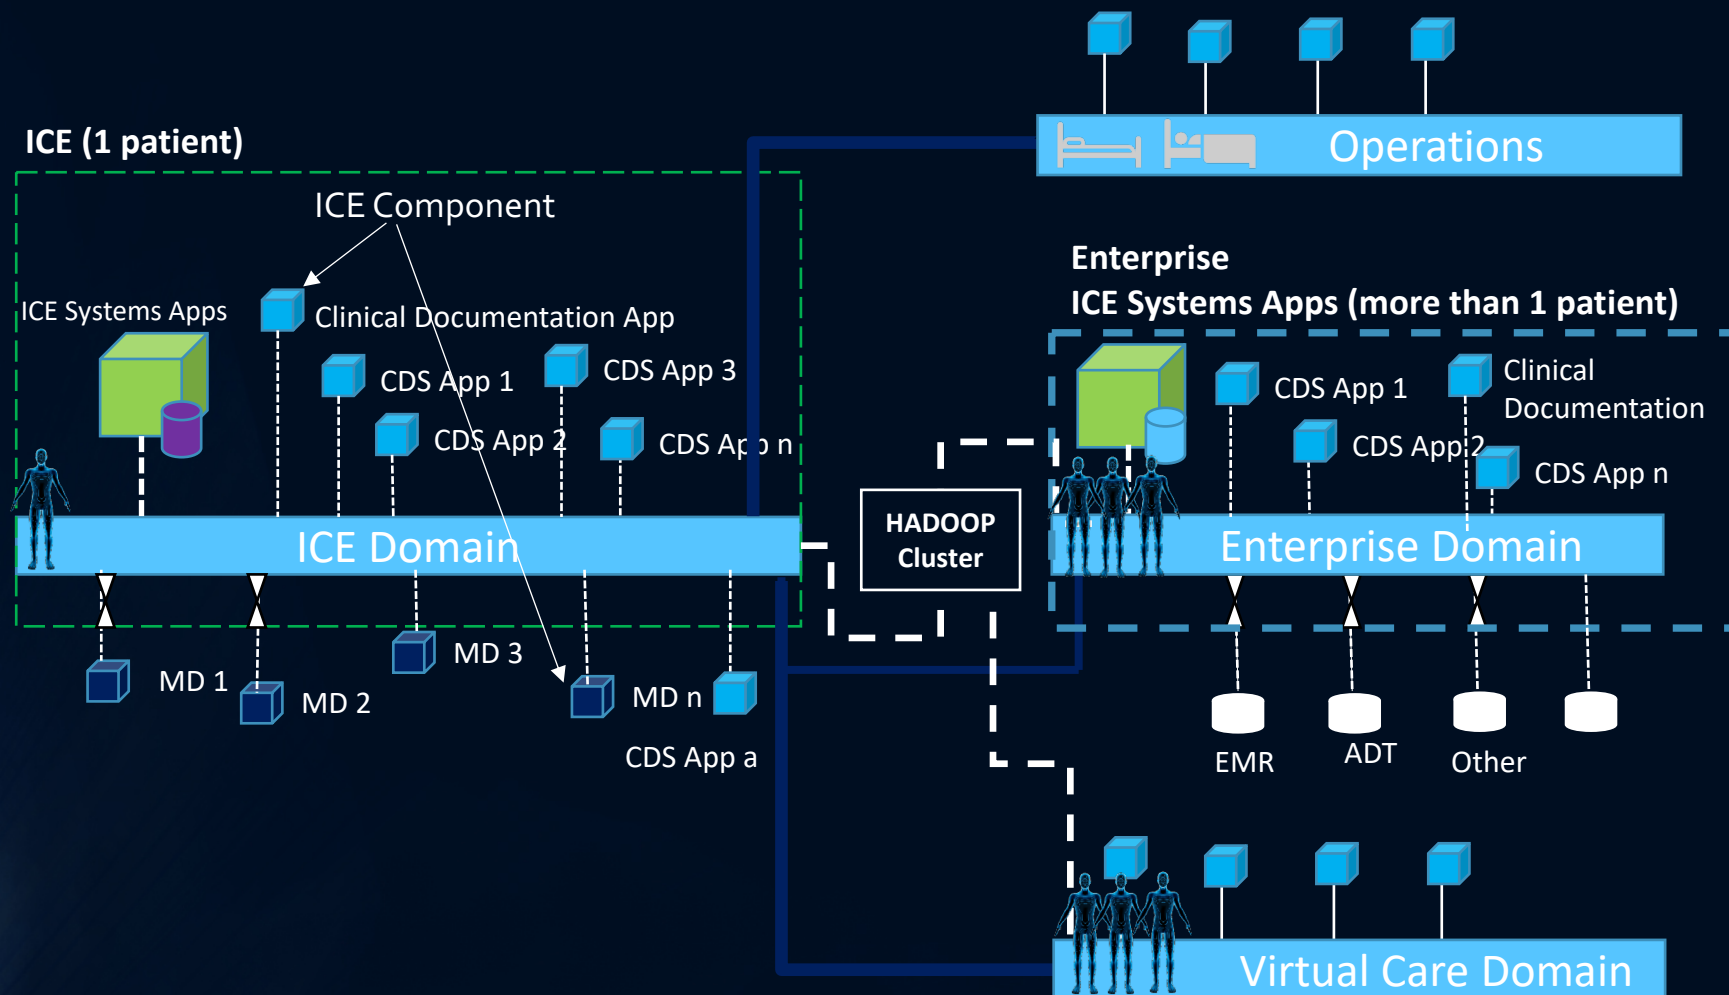 Operations
ICE (1 patient)
ICE Component
Enterprise
ICE Systems Apps (more than 1 patient)
ICE Systems Apps
Clinical Documentation App
CDS App 1
CDS App 2
CDS App 3
CDS App n
ICE Domain
MD 1
MD 2
MD 3
MD n
CDS App a
HADOOP
Cluster
CDS App 1
CDS App 2
Clinical
Documentation
CDS App n
Enterprise Domain
EMR
ADT
Other
Virtual Care Domain